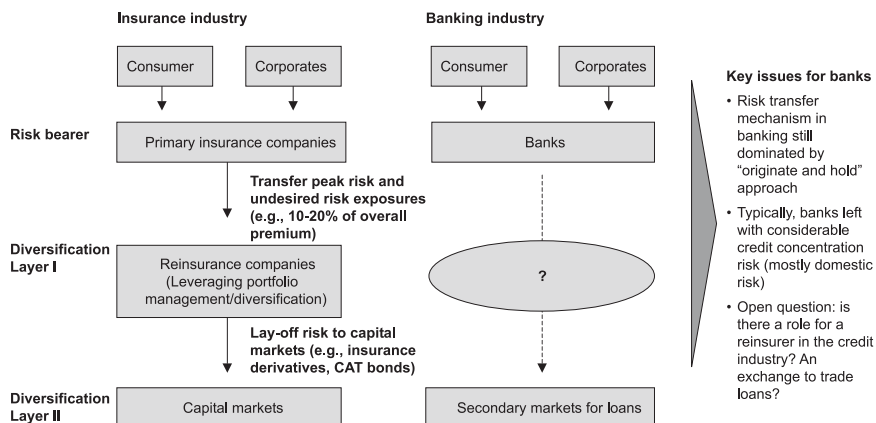 Insurance industry
Banking industry
Consumer
Corporates
Consumer
Corporates
Risk bearer
Primary insurance companies
Banks
Transfer peak risk and
undesired risk exposures
(e.g., 10-20% of overall
premium)
Diversification
Layer I
Reinsurance companies
(Leveraging portfolio
management/diversification)
?
Lay-off risk to capital
markets (e.g., insurance
derivatives, CAT bonds)
Diversification
Layer II
Capital markets
Secondary markets for loans
Key issues for banks
• Risk transfer
mechanism in
banking still
dominated by
“originate and hold”
approach
• Typically, banks left
with considerable
credit concentration
risk (mostly domestic
risk)
• Open question: is
there a role for a
reinsurer in the credit
industry? An
exchange to trade
loans?